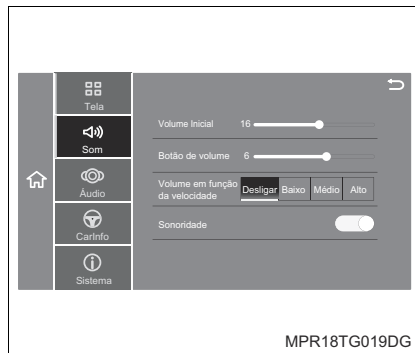 Tela
Som
Áudio
CarInfo
Sistema
Volume Inicial 16
Botão de volume 6
Volume em função
da velocidade
Desligar Baixo Médio Alto
Sonoridade
MPR18TG019DG